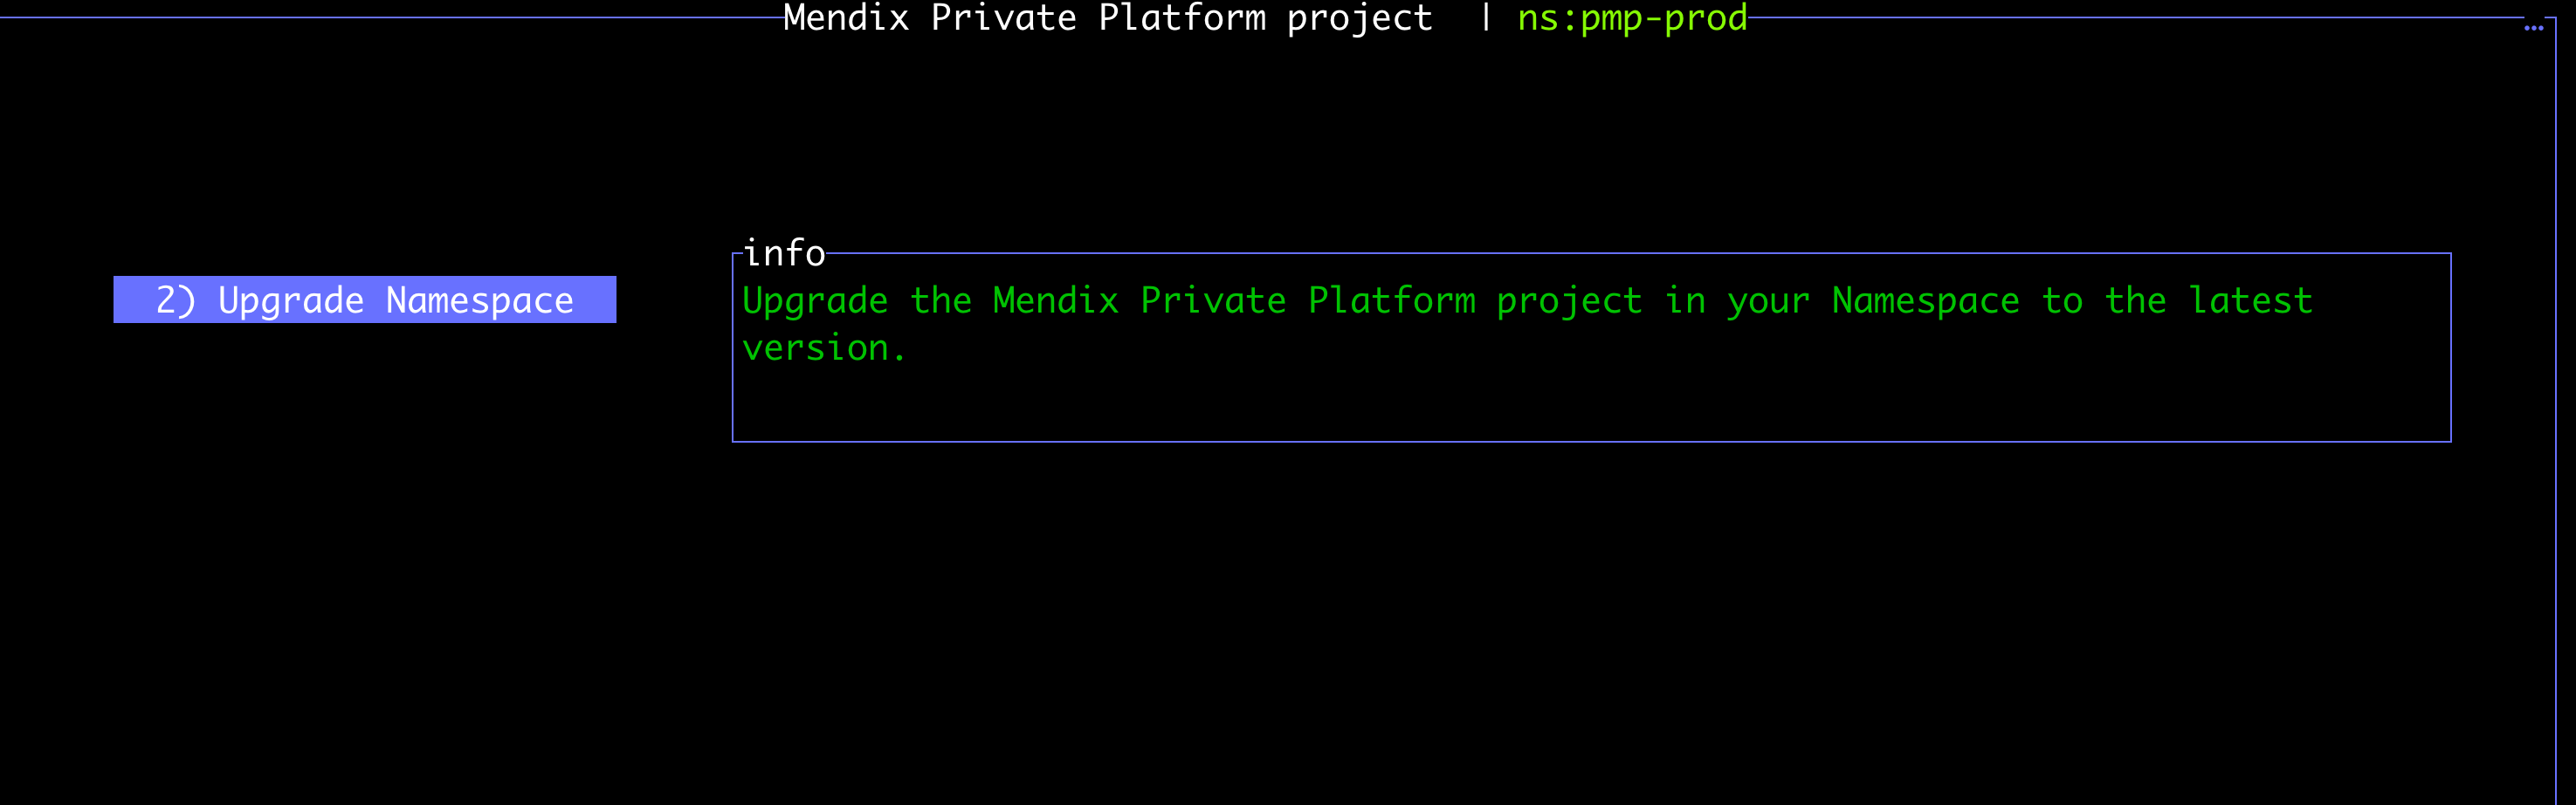 Mendix Private Platform project | ns:pmp-prod
…
info
2) Upgrade Namespace
Upgrade the Mendix Private Platform project in your Namespace to the latest
version.